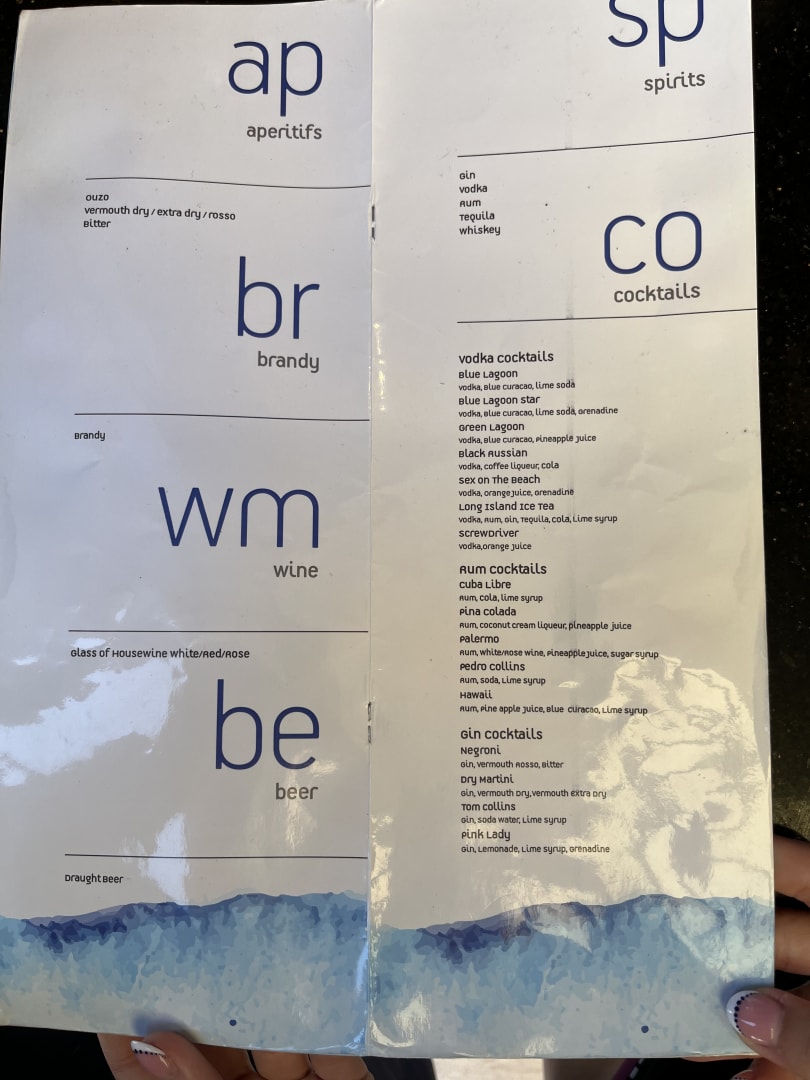 ap
aperitifs
ouzo
vermouth dry / extra dry / rosso
Bitter
br
brandy
Brandy
wm
wine
Glass of Housewine white/Red/Rose
be
beer
Draught Beer
sp
spirits
Gin
vodka
Rum
Tequila
whiskey
co
cocktails
vodka cocktails
Blue Lagoon
vodka, Blue curacao, lime soda
Blue Lagoon star
vodka, Blue curacao, lime soda, Grenadine
Green Lagoon
vodka, Blue curacao, Pineapple juice
Black Russian
vodka, coffee liqueur, cola
sex on The Beach
vodka, orange juice, Grenadine
Long Island Ice Tea
vodka, Rum, Gin, Tequila, cola, Lime syrup
screwdriver
vodka,orange juice
Rum cocktails
cuba Libre
Rum, cola, lime syrup
Pina colada
Rum, coconut cream liqueur, pineapple juice
Palermo
Rum, white/Rose wine, Pineapple juice, sugar syrup
Pedro collins
Rum, soda, Lime syrup
Hawaii
Rum, Pine apple juice, Blue curacao, Lime syrup
Gin cocktails
Negroni
Gin, vermouth Rosso, Bitter
Dry Martini
Gin, vermouth Dry, vermouth extra Dry
Tom collins
Gin, soda water, Lime syrup
Pink Lady
Gin, Lemonade, Lime syrup, Grenadine